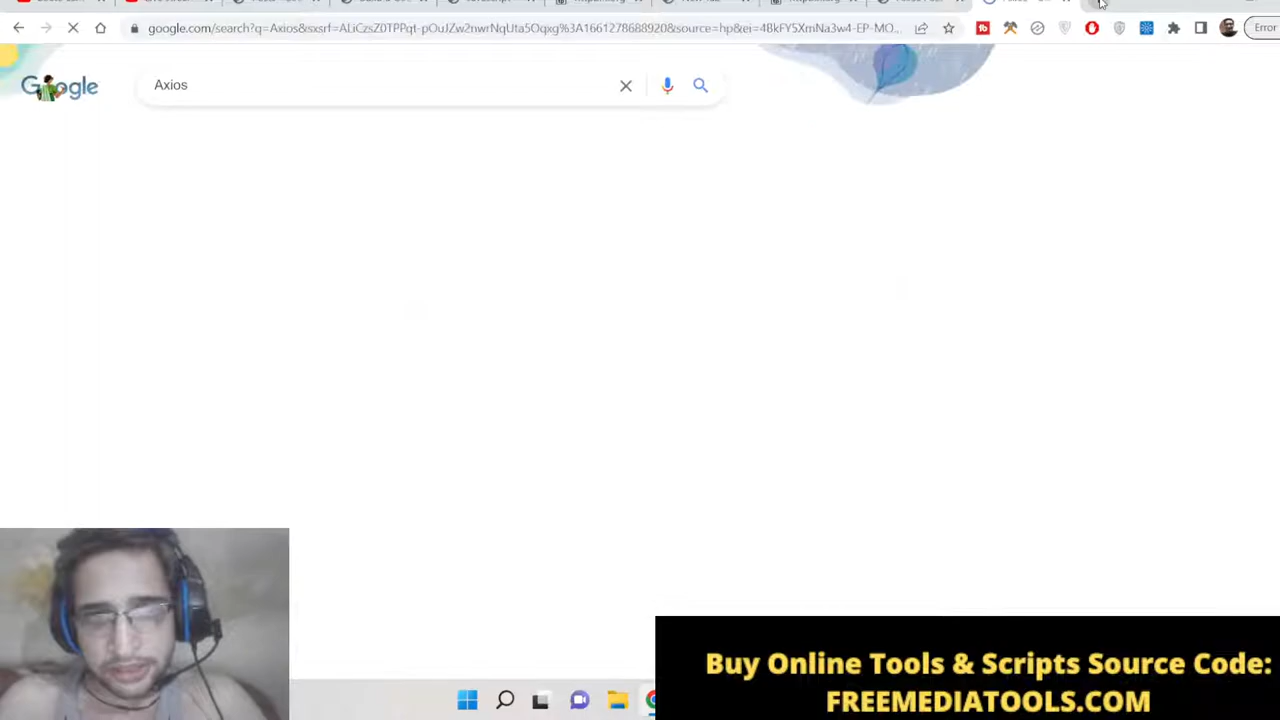 google.com/search?q=Axios&sxsrf=ALiCzsZ0TPPqt-pOuJZw2nwrNqUta5Oqxg%3A1661278688920&source=hp&ei=4BkFY5XmNa3w4-EP-MO...
Error
Google
Axios
Buy Online Tools & Scripts Source Code:
FREEMEDIATOOLS.COM